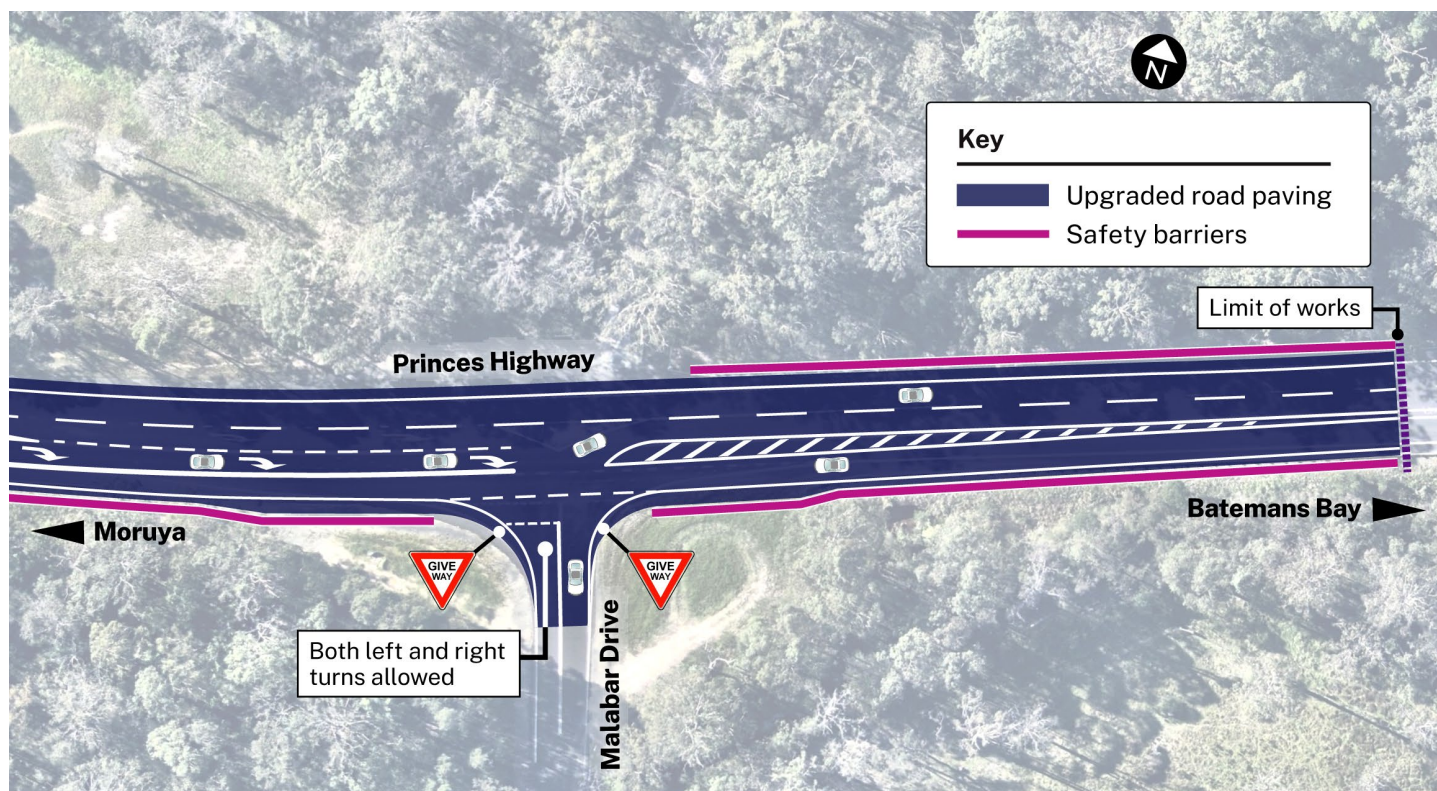 N
Key
Upgraded road paving
Safety barriers
Limit of works
Princes Highway
Batemans Bay
Moruya
GIVE
WAY
GIVE
WAY
Both left and right
turns allowed
Malabar Drive